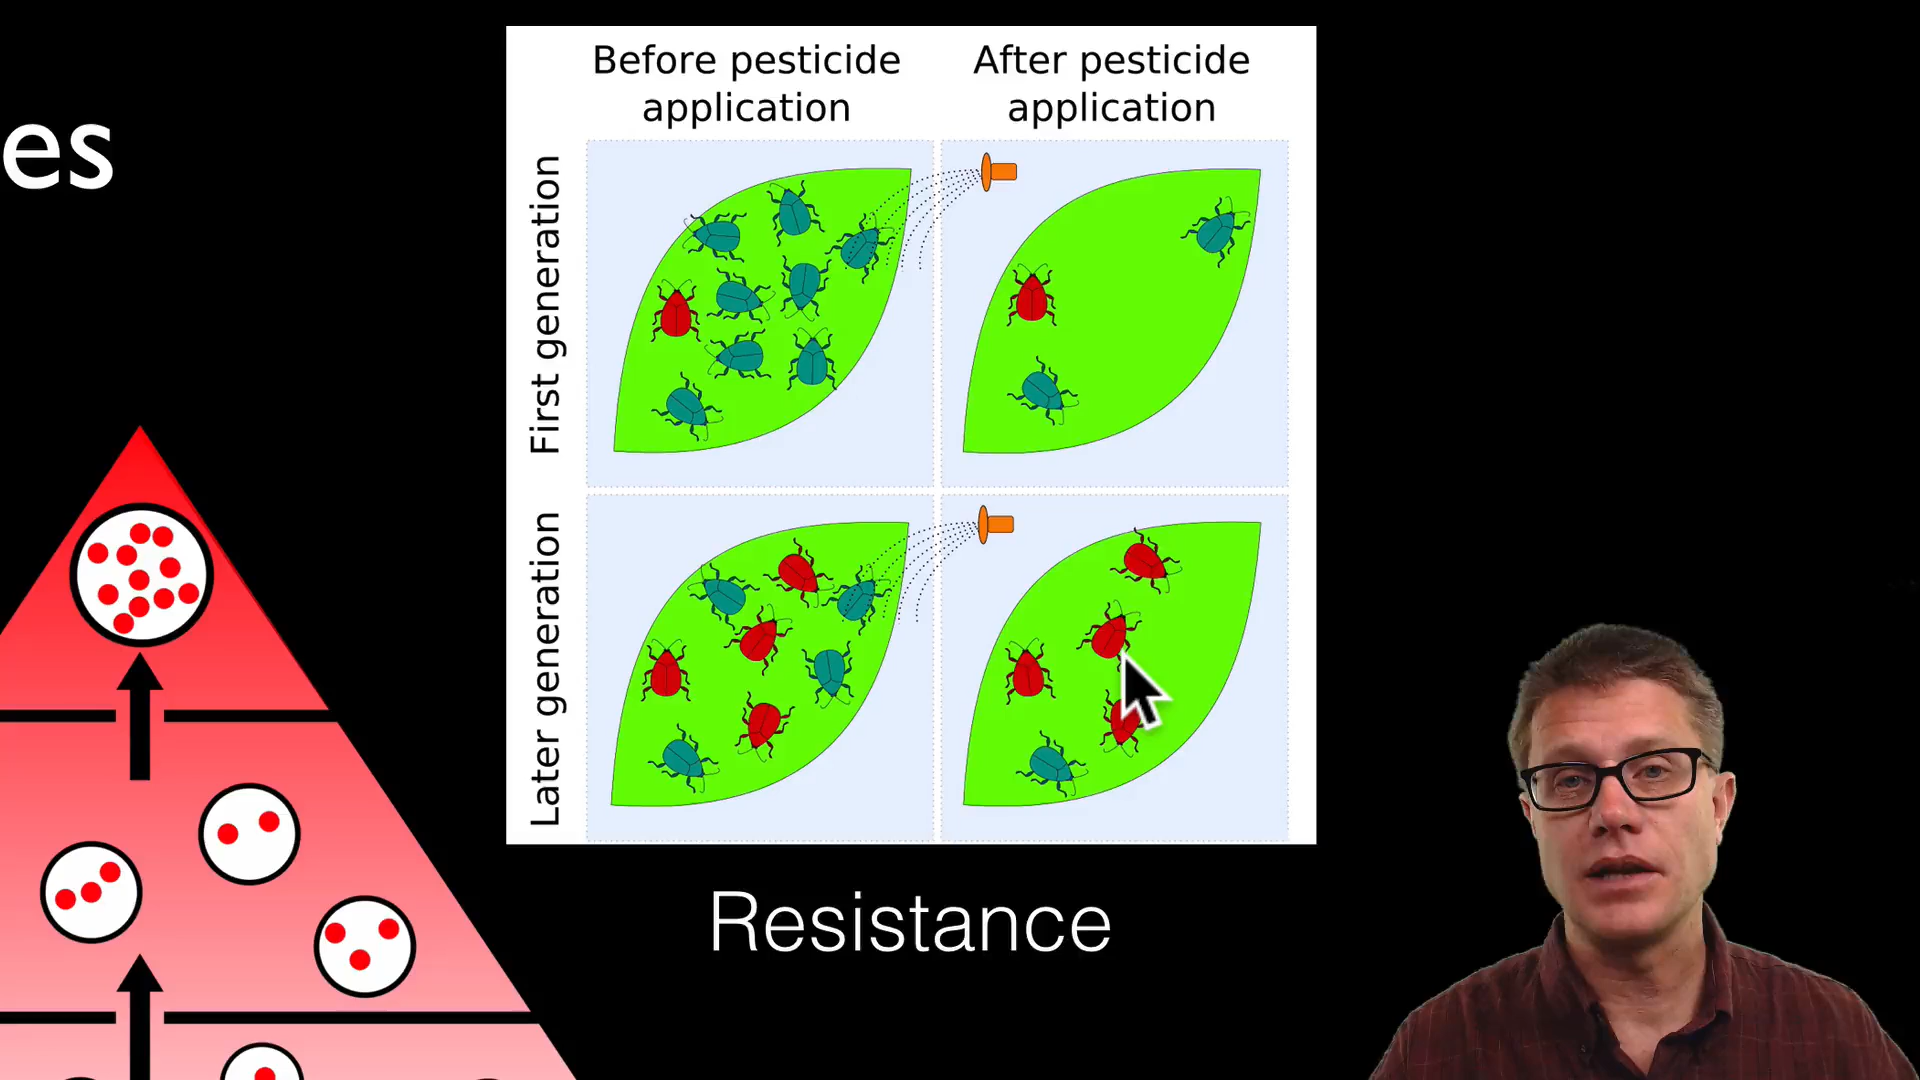 es
Before pesticide
application
After pesticide
application
First generation
Later generation
Resistance